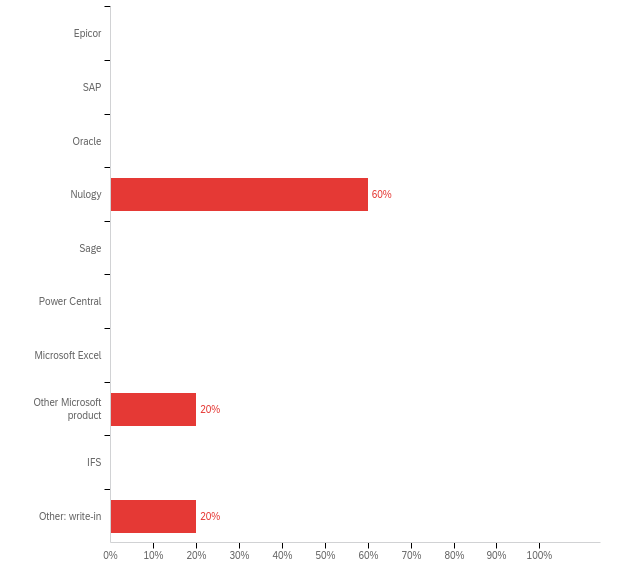 Epicor
SAP
Oracle
Nulogy
60%
Sage
Power Central
Microsoft Excel
Other Microsoft
product
20%
IFS
Other: write-in
20%
0% 10% 20% 30% 40% 50% 60% 70% 80% 90% 100%